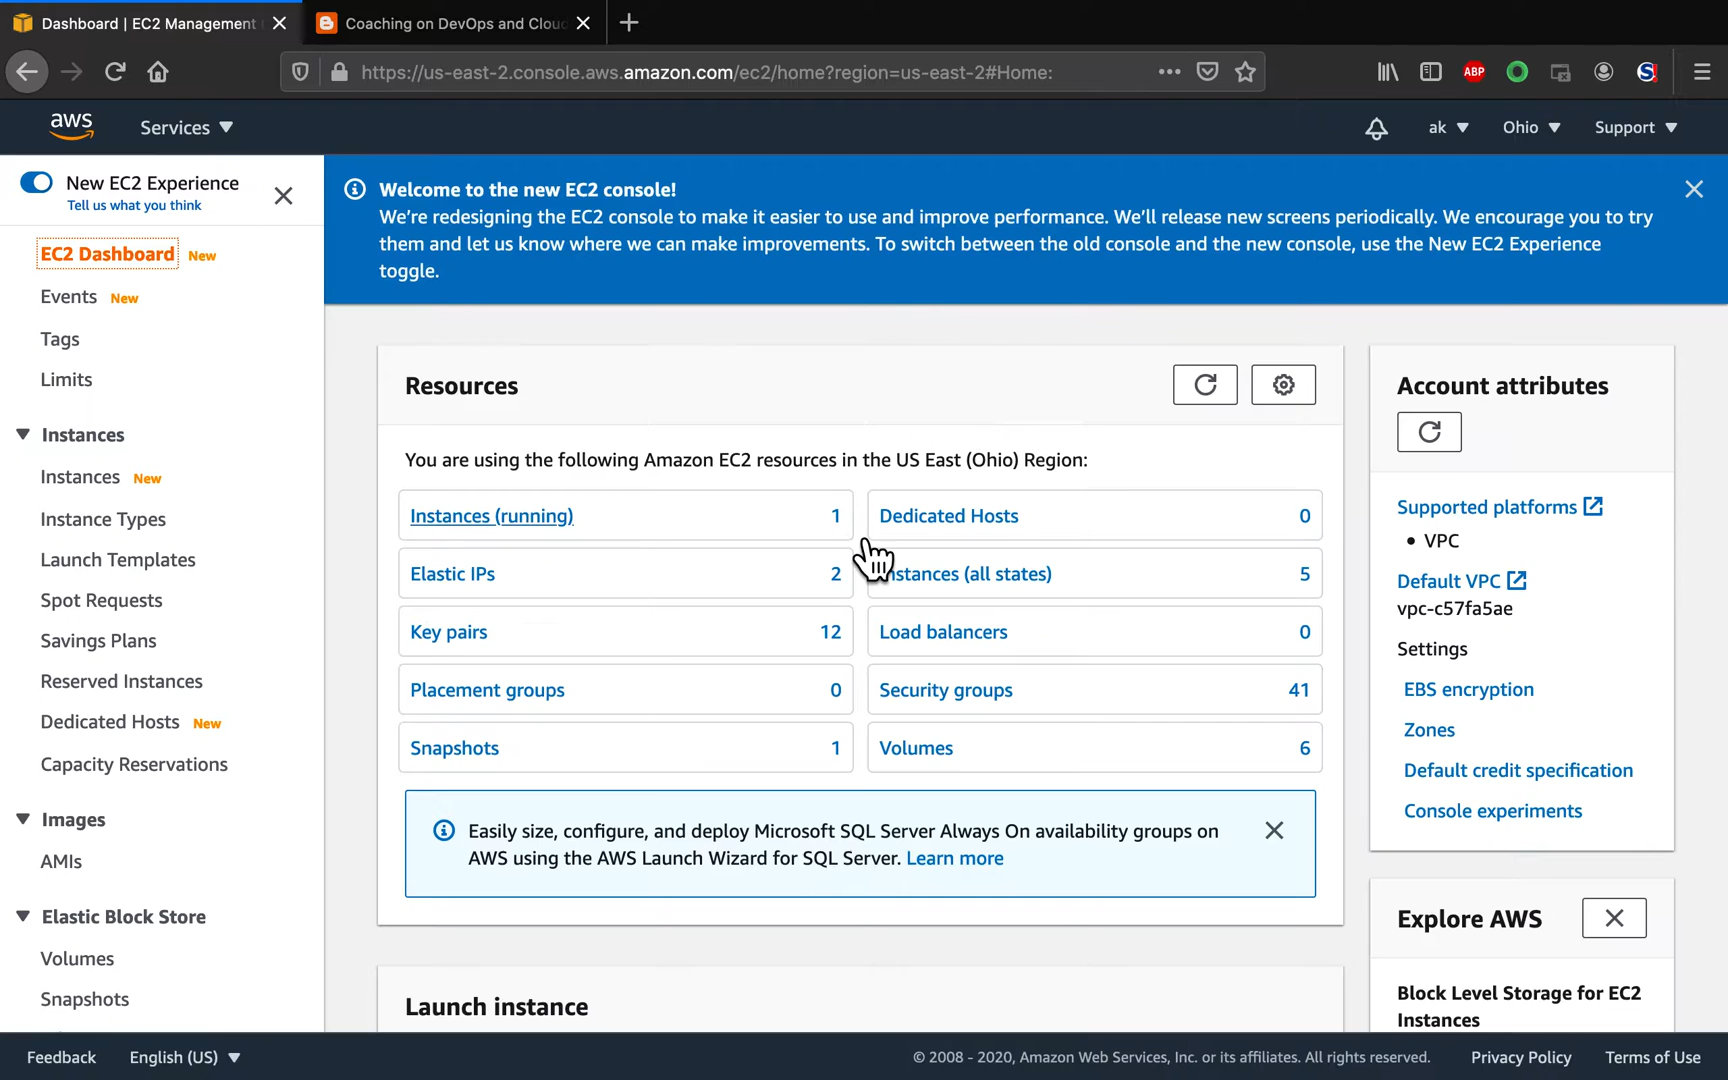 Dashboard | EC2 Management
Coaching on DevOps and Cloud
https://us-east-2.console.aws.amazon.com/ec2/home?region=us-east-2#Home:
ABP
S
aws
Services
ak
Ohio
Support
New EC2 Experience
Tell us what you think
EC2 Dashboard New
Events New
Tags
Limits
Instances
Instances New
Instance Types
Launch Templates
Spot Requests
Savings Plans
Reserved Instances
Dedicated Hosts New
Capacity Reservations
Images
AMIs
Elastic Block Store
Volumes
Snapshots
Welcome to the new EC2 console!
We're redesigning the EC2 console to make it easier to use and improve performance. We'll release new screens periodically. We encourage you to try
them and let us know where we can make improvements. To switch between the old console and the new console, use the New EC2 Experience
toggle.
Resources
You are using the following Amazon EC2 resources in the US East (Ohio) Region:
Instances (running) 1
Dedicated Hosts 0
Elastic IPs 2
nstances (all states) 5
Key pairs 12
Load balancers 0
Placement groups 0
Security groups 41
Snapshots 1
Volumes 6
Easily size, configure, and deploy Microsoft SQL Server Always On availability groups on
AWS using the AWS Launch Wizard for SQL Server. Learn more
Launch instance
Account attributes
Supported platforms
• VPC
Default VPC
vpc-c57fa5ae
Settings
EBS encryption
Zones
Default credit specification
Console experiments
Explore AWS
Block Level Storage for EC2
Instances
Feedback
English (US)
© 2008 - 2020, Amazon Web Services, Inc. or its affiliates. All rights reserved.
Privacy Policy
Terms of Use